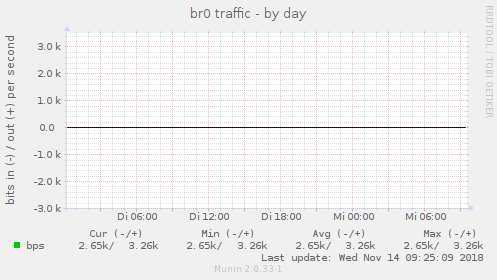 br0 traffic - by day
RRDTOOL / TOBI OETIKER
bits in (-) / out (+) per second
3.0 k
2.0 k
1.0 k
0.0
-1.0 k
-2.0 k
-3.0 k
Di 06:00 Di 12:00 Di 18:00 Mi 00:00 Mi 06:00
Cur (-/+) Min (-/+) Avg (-/+) Max (-/+)
bps 2.65k/ 3.26k 2.65k/ 3.26k 2.65k/ 3.26k 2.65k/ 3.26k
Last update: Wed Nov 14 09:25:09 2018
Munin 2.0.33-1